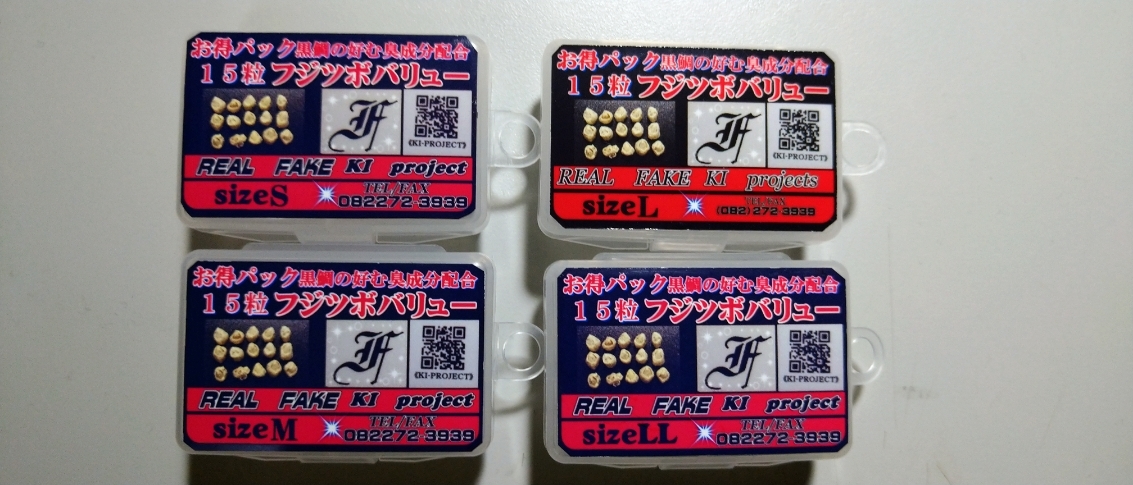 お得パック黒鯛の好む臭成分配合
15粒 フジツボバリュー
F
《KI-PROJECT》
REAL FAKE KI project
sizeS
TEL/FAX
082272-3939
お得パック黒鯛の好む臭成分配合
15粒 フジツボバリュー
F
《KI-PROJECT》
REAL FAKE KI projects
sizeL
TEL/FAX
(082) 272 3939
お得パック黒鯛の好む臭成分配合
15粒 フジツボバリュー
F
《KI-PROJECT》
REAL FAKE KI project
sizeM
TEL/FAX
082272-3939
お得パック黒鯛の好む臭成分配合
15粒 フジツボバリュー
F
《KI-PROJECT》
REAL FAKE KI project
sizeLL
TEL/FAX
082272-3939